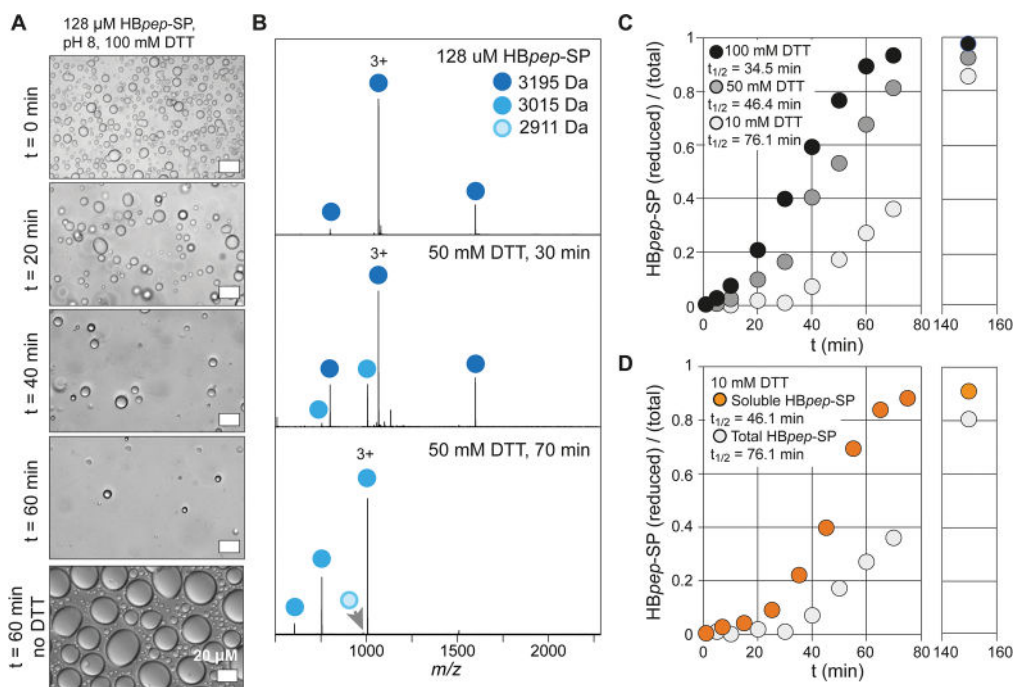 A
128 µM HBpep-SP,
pH 8, 100 mM DTT
t = 0 min
t = 20 min
t = 40 min
t = 60 min
t = 60 min
no DTT
20 µM
B
128 uM HBpep-SP
3+
3195 Da
3015 Da
2911 Da
50 mM DTT, 30 min
3+
50 mM DTT, 70 min
3+
1000 1500 2000
m/z
C
HBpep-SP (reduced) / (total)
1
0.8
0.6
0.4
0.2
0
100 mM DTT
t1/2 = 34.5 min
50 mM DTT
t1/2 = 46.4 min
10 mM DTT
t1/2 = 76.1 min
0 20 40 60 80 140 160
t (min)
D
HBpep-SP (reduced) / (total)
1
0.8
0.6
0.4
0.2
0
10 mM DTT
Soluble HBpep-SP
t1/2 = 46.1 min
Total HBpep-SP
t1/2 = 76.1 min
0 20 40 60 80 140 160
t (min)